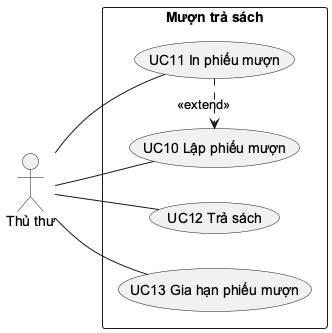 Mượn trả sách
UC11 In phiếu mượn
«extend»
UC10 Lập phiếu mượn
Thủ thư
UC12 Trả sách
UC13 Gia hạn phiếu mượn